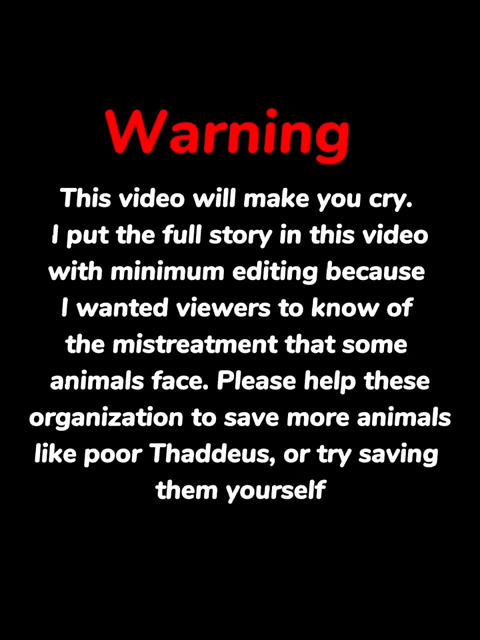 Warning
This video will make you cry.
I put the full story in this video
with minimum editing because
I wanted viewers to know of
the mistreatment that some
animals face. Please help these
organization to save more animals
like poor Thaddeus, or try saving
them yourself